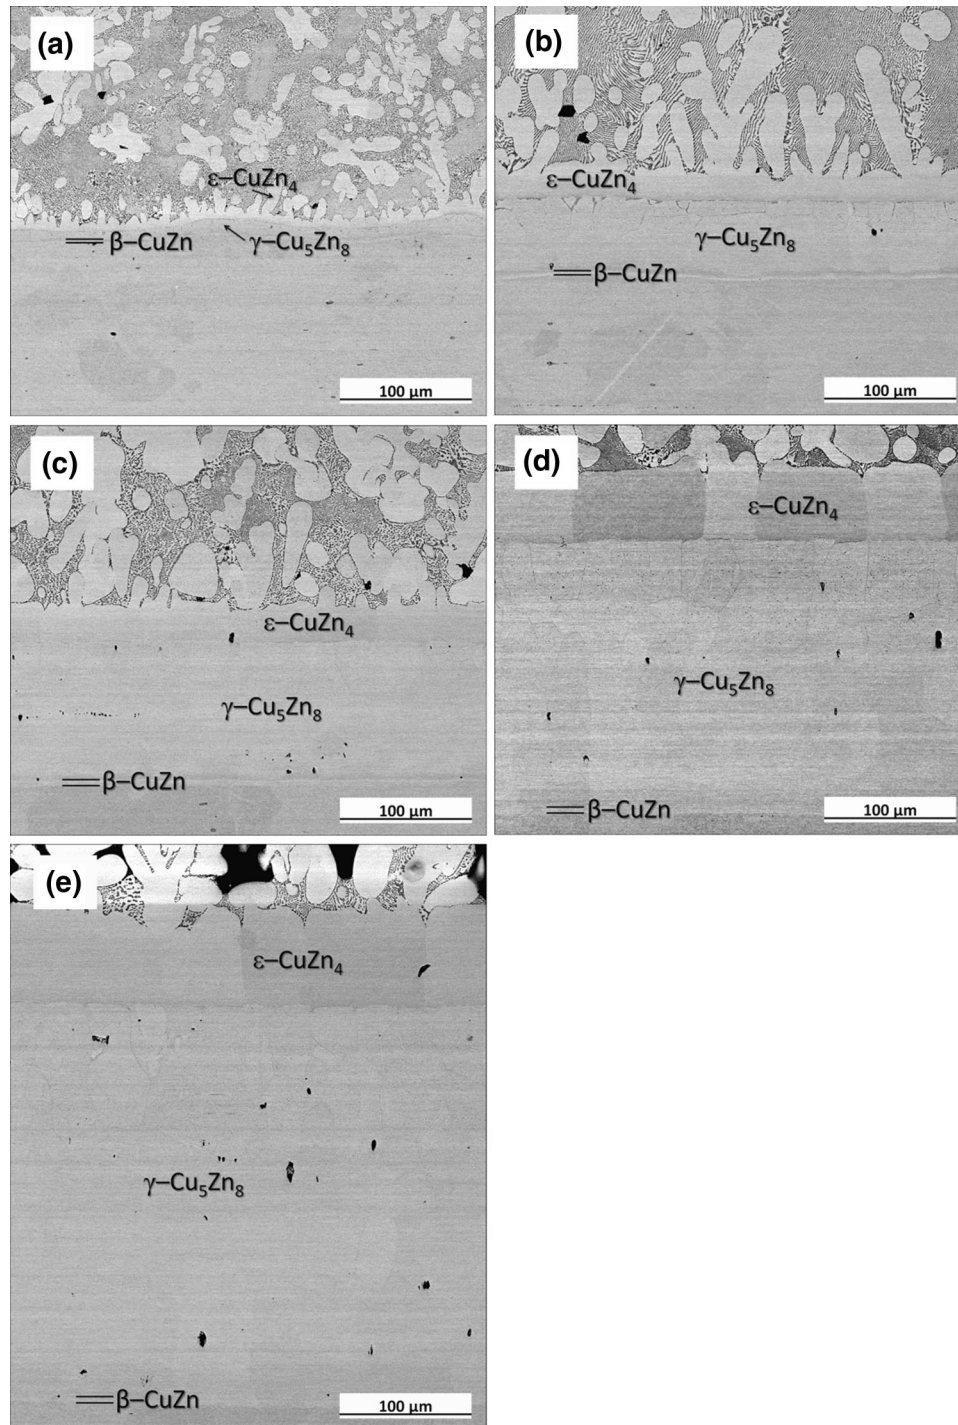 (a)
ε–CuZn₄
β–CuZn
γ–Cu₅Zn₈
100 µm
(b)
ε–CuZn₄
γ–Cu₅Zn₈
β–CuZn
100 µm
(c)
ε–CuZn₄
γ–Cu₅Zn₈
β–CuZn
100 µm
(d)
ε–CuZn₄
γ–Cu₅Zn₈
β–CuZn
100 µm
(e)
ε–CuZn₄
γ–Cu₅Zn₈
β–CuZn
100 µm